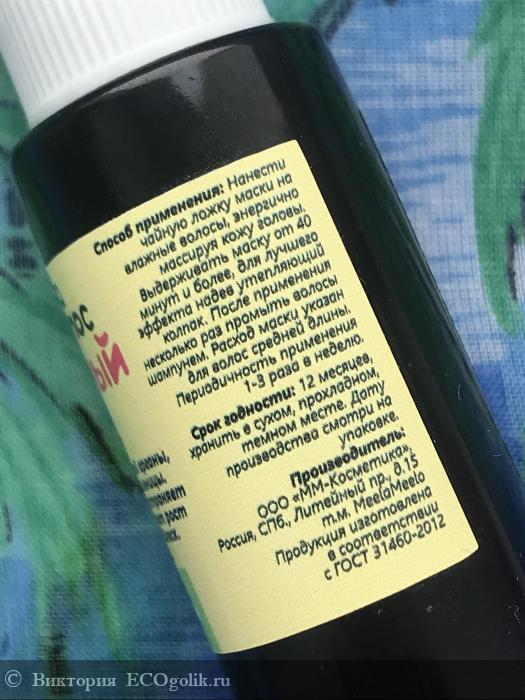 Способ применения: Нанести
чайную ложку маски на
влажные волосы, энергично
массируя кожу головы.
Выдерживать маску от 40
минут и более, для лучшего
эффекта надев утепляющий
колпак. После применения
несколько раз промыть волосы
шампунем. Расход маски указан
для волос средней длины.
Периодичность применения
1-3 раза в неделю.
Срок годности: 12 месяцев,
хранить в сухом, прохладном,
темном месте. Дату
производств смотри на
упаковке.
Производитель:
ООО «ММ-Косметика»,
Россия, СПб., Литейный пр., д.15
т.м. MeelaMeelo
Продукция изготовлена
в соответствии
с ГОСТ 31460-2012
© Виктория ECOgolik.ru